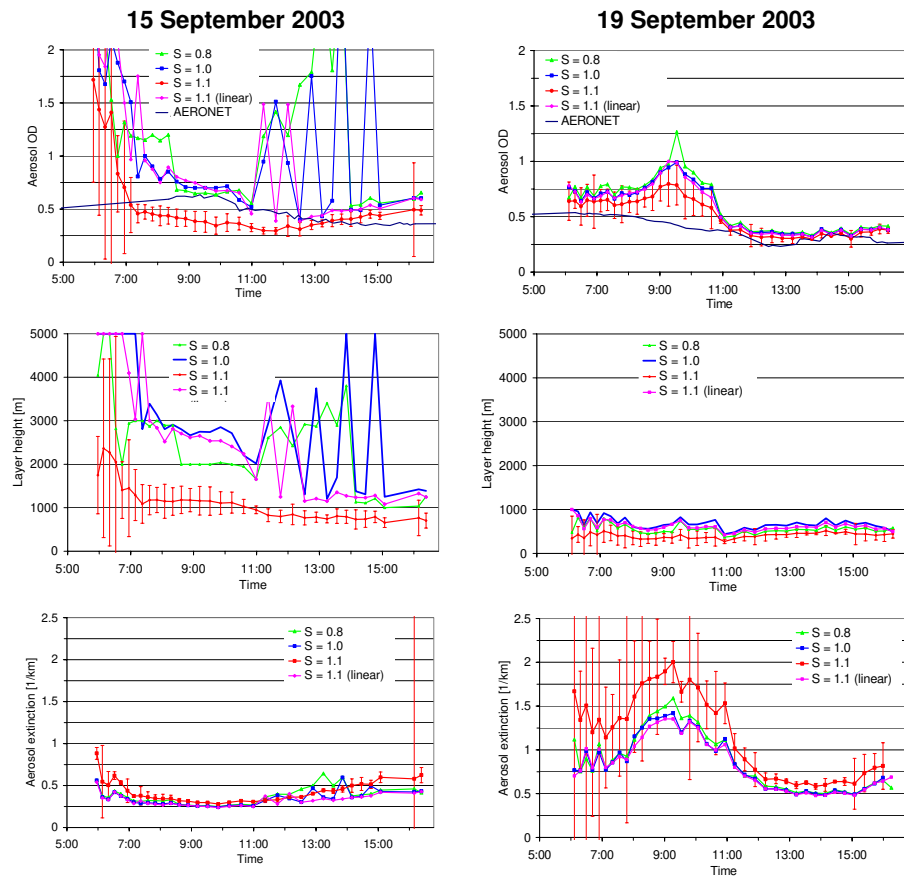 15 September 2003
19 September 2003
Aerosol OD
2
1.5
1
0.5
0
S = 0.8
S = 1.0
S = 1.1
S = 1.1 (linear)
AERONET
5:00 7:00 9:00 11:00 13:00 15:00
Time
Aerosol OD
2
1.5
1
0.5
0
S = 0.8
S = 1.0
S = 1.1
S = 1.1 (linear)
AERONET
5:00 7:00 9:00 11:00 13:00 15:00
Time
Layer height [m]
5000
4000
3000
2000
1000
0
S = 0.8
S = 1.0
S = 1.1
S = 1.1
5:00 7:00 9:00 11:00 13:00 15:00
Time
Layer height [m]
5000
4000
3000
2000
1000
0
S = 0.8
S = 1.0
S = 1.1
S = 1.1 (linear)
5:00 7:00 9:00 11:00 13:00 15:00
Time
Aerosol extinction [1/km]
2.5
2
1.5
1
0.5
0
S = 0.8
S = 1.0
S = 1.1
S = 1.1 (linear)
5:00 7:00 9:00 11:00 13:00 15:00
Time
Aerosol extinction [1/km]
2.5
2
1.5
1
0.5
0
S = 0.8
S = 1.0
S = 1.1
S = 1.1 (linear)
5:00 7:00 9:00 11:00 13:00 15:00
Time